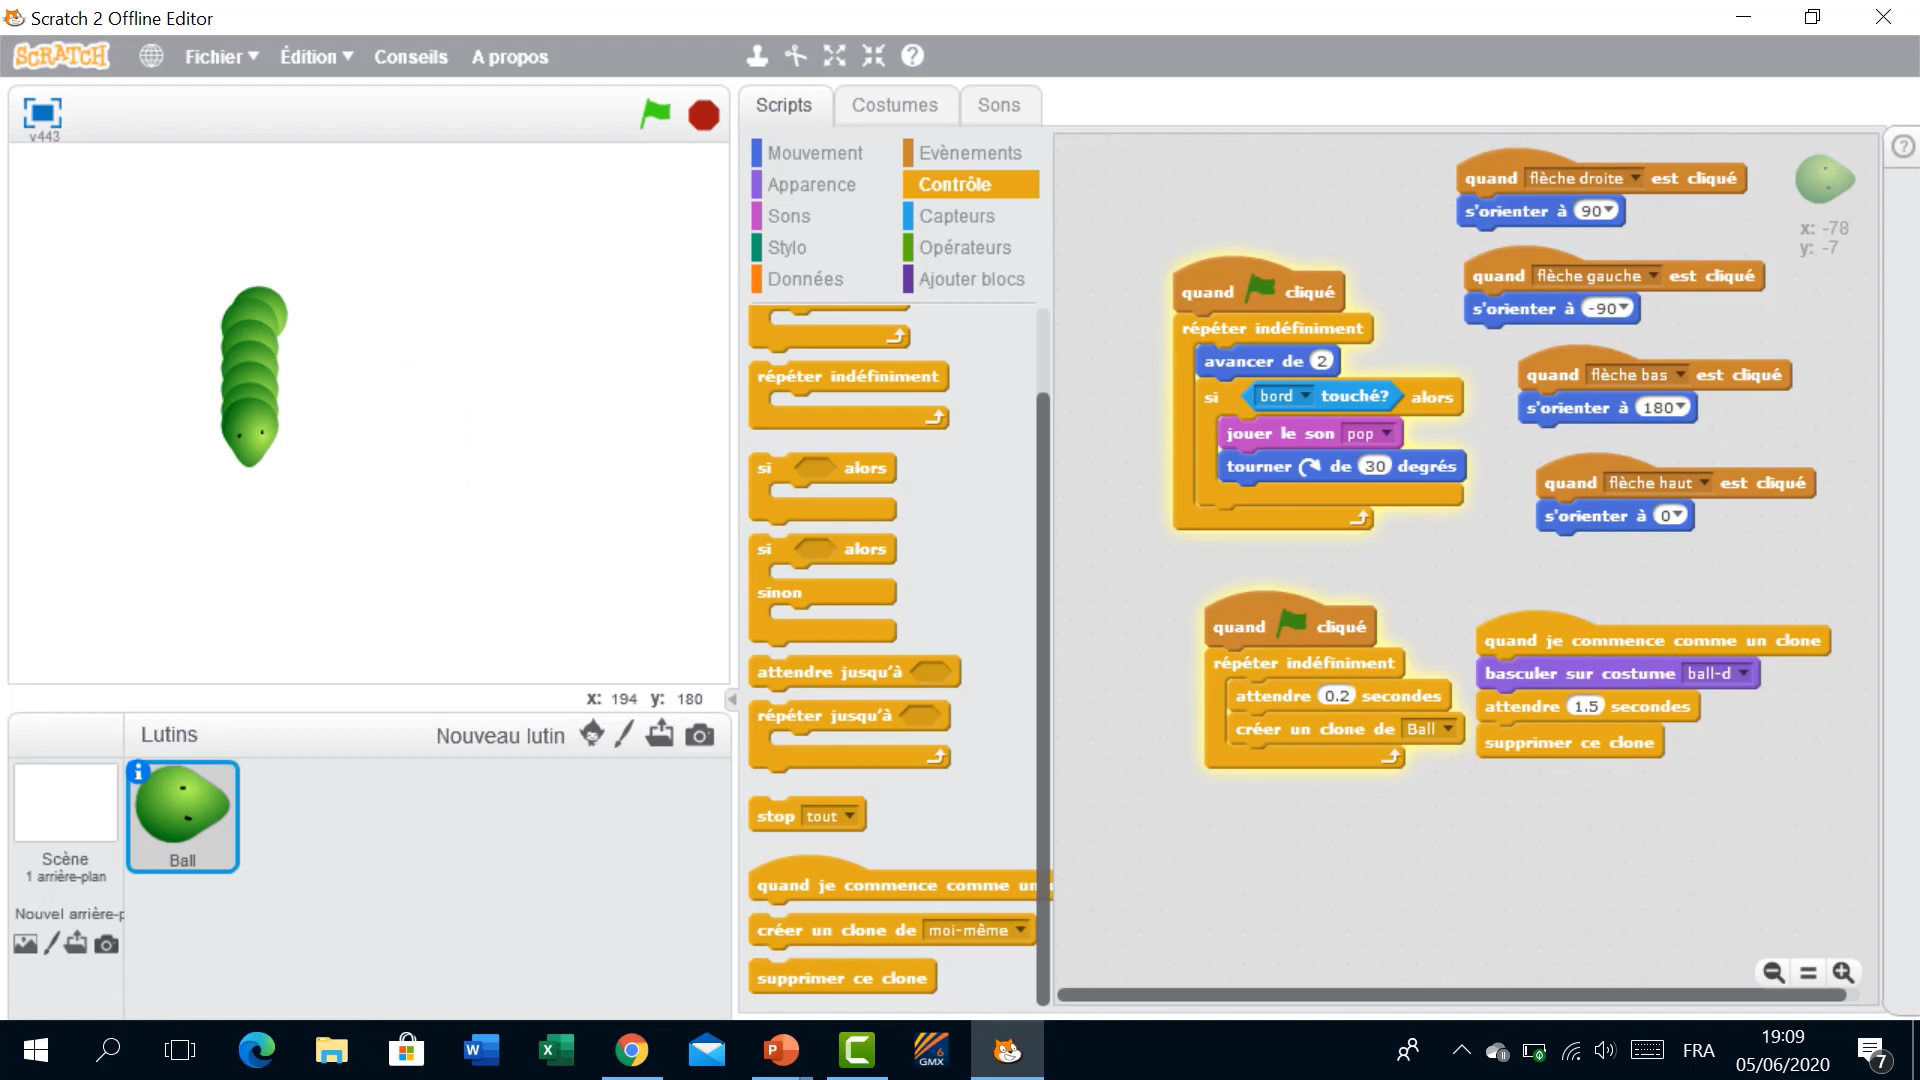 Scratch 2 Offline Editor
SCRATCH Fichier Édition Conseils A propos
v443
x: 194 y: 180
Lutins Nouveau lutin
Scène
1 arrière-plan
Nouvel arrière-p
Ball
Scripts Costumes Sons
Mouvement Evènements
Apparence Contrôle
Sons Capteurs
Stylo Opérateurs
Données Ajouter blocs
répéter indéfiniment
si alors
si alors
sinon
attendre jusqu'à
répéter jusqu'à
stop tout
quand je commence comme un
créer un clone de moi-même
supprimer ce clone
quand cliqué
répéter indéfiniment
avancer de 2
si bord touché? alors
jouer le son pop
tourner de 30 degrés
quand flèche droite est cliqué
s'orienter à 90
quand flèche gauche est cliqué
s'orienter à -90
quand flèche bas est cliqué
s'orienter à 180
quand flèche haut est cliqué
s'orienter à 0
x: -78
y: -7
quand cliqué
répéter indéfiniment
attendre 0.2 secondes
créer un clone de Ball
quand je commence comme un clone
basculer sur costume ball-d
attendre 1.5 secondes
supprimer ce clone
GMX
6
FRA
19:09
05/06/2020
7